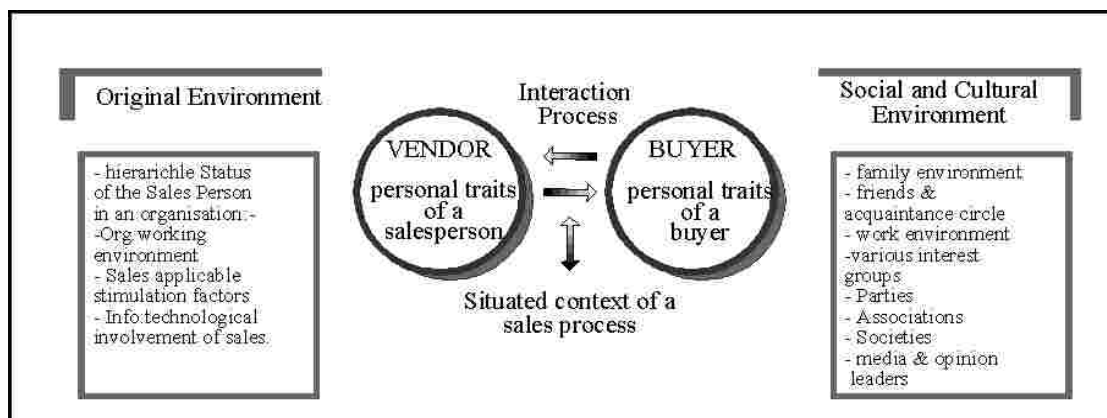 Original Environment
- hierarichle Status
of the Sales Person
in an organisation:-
-Org:working
environment
- Sales applicable
stimulation factors
- Info:technological
involvement of sales.
Interaction
Process
VENDOR
personal traits
of a
salesperson
BUYER
personal traits
of a
buyer
Situated context of a
sales process
Social and Cultural
Environment
- family environment
- friends &
acquaintance circle
- work environment
-various interest
groups
- Parties
- Associations
- Societies
- media & opinion
leaders